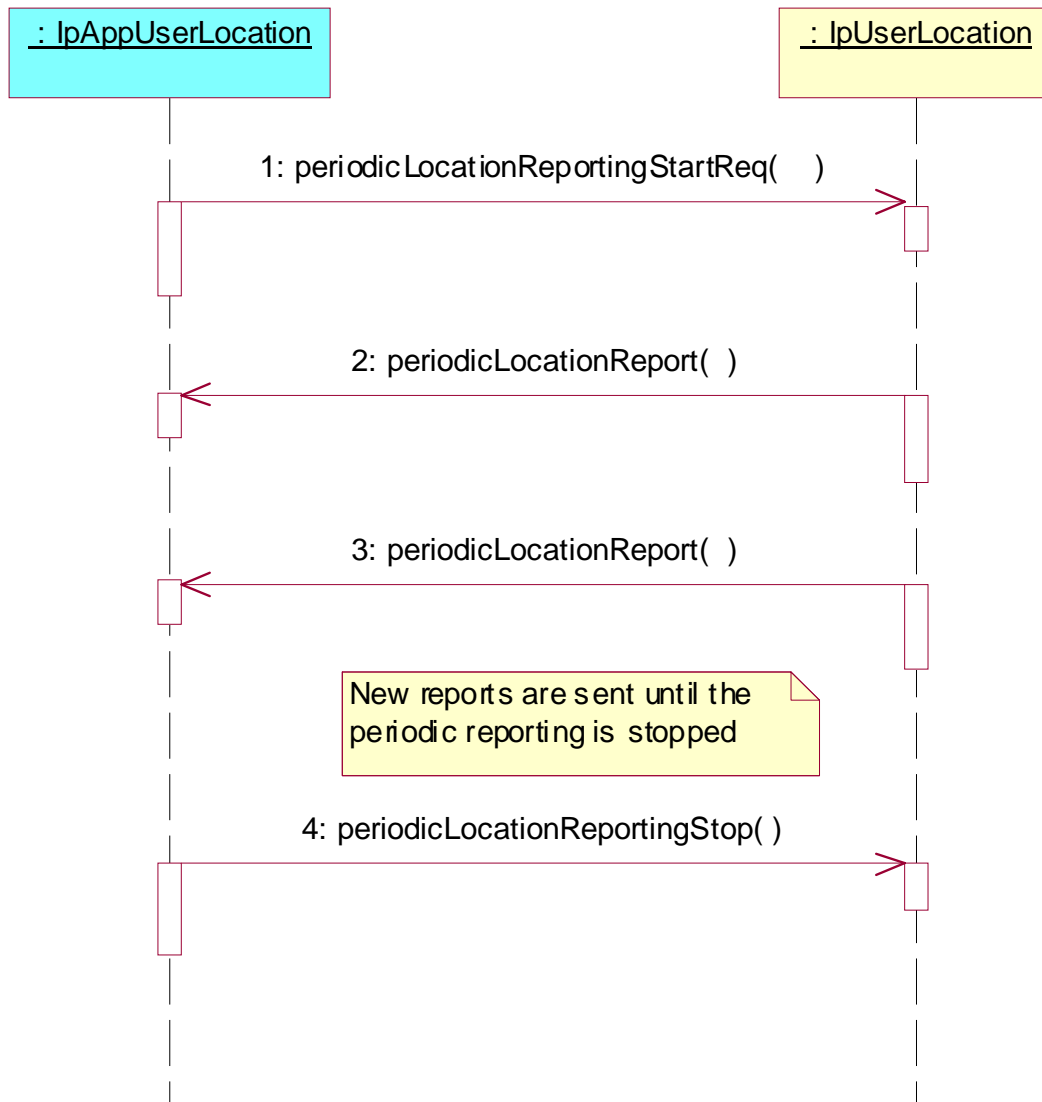 : IpAppUserLocation
: IpUserLocation
1: periodicLocationReportingStartReq( )
2: periodicLocationReport( )
3: periodicLocationReport( )
New reports are sent until the
periodic reporting is stopped
4: periodicLocationReportingStop( )